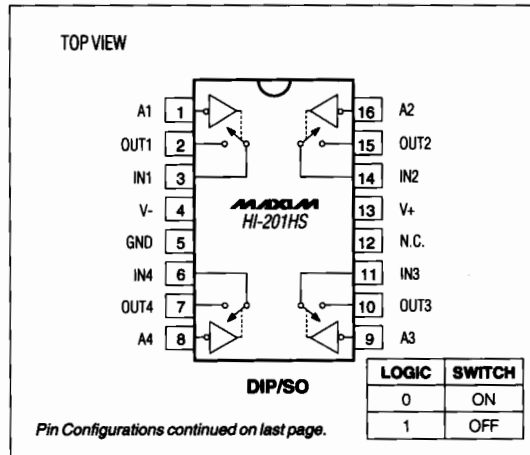 TOP VIEW
A1 1 16 A2
OUT1 2 15 OUT2
IN1 3 14 IN2
V- 4 MAXIM 13 V+
GND 5 HI-201HS 12 N.C.
IN4 6 11 IN3
OUT4 7 10 OUT3
A4 8 9 A3
DIP/SO
LOGIC SWITCH
0 ON
1 OFF
Pin Configurations continued on last page.